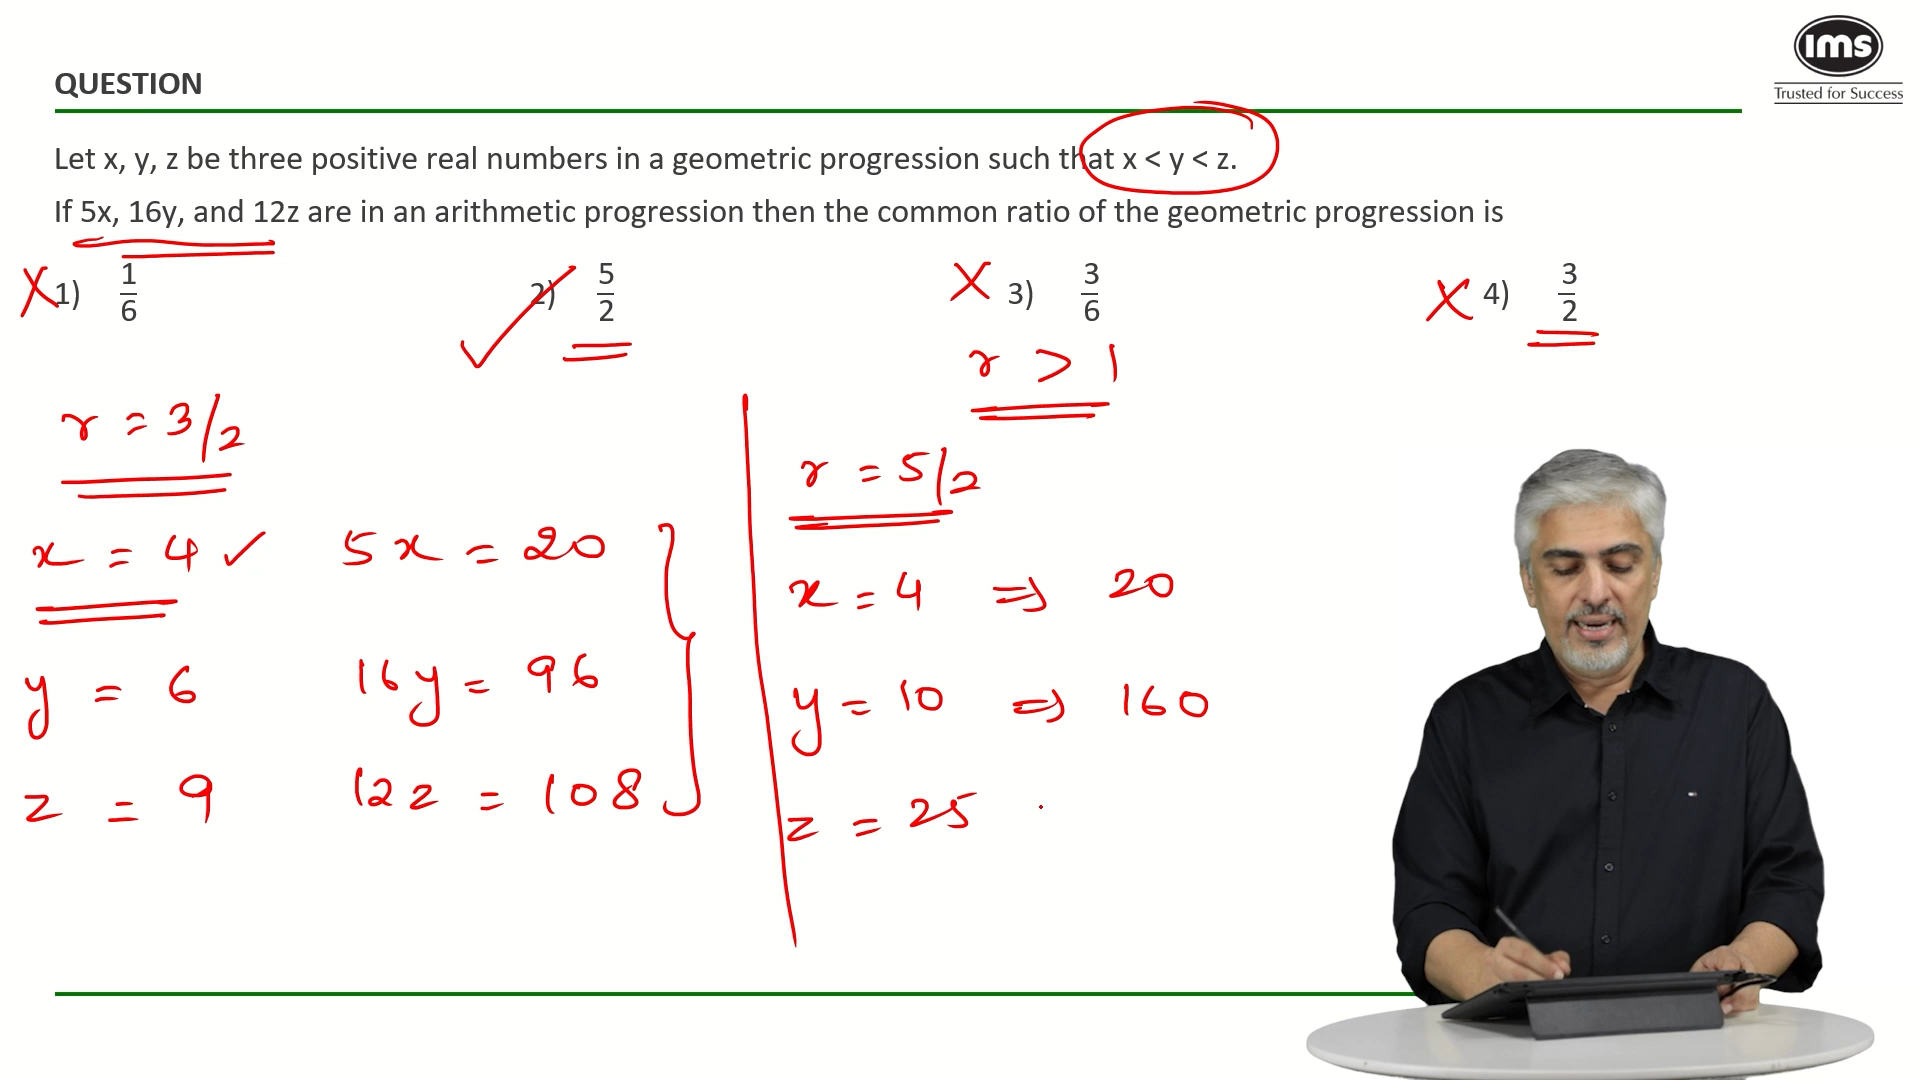 ims
Trusted for Success
QUESTION
Let x, y, z be three positive real numbers in a geometric progression such that x < y < z.
If 5x, 16y, and 12z are in an arithmetic progression then the common ratio of the geometric progression is
X 1) 1/6 ✓ 2) 5/2 X 3) 3/6 X 4) 3/2
r > 1
r = 3/2
x = 4 ✓ 5x = 20
y = 6 16y = 96
z = 9 12z = 108
r = 5/2
x = 4 ⇒ 20
y = 10 ⇒ 160
z = 25